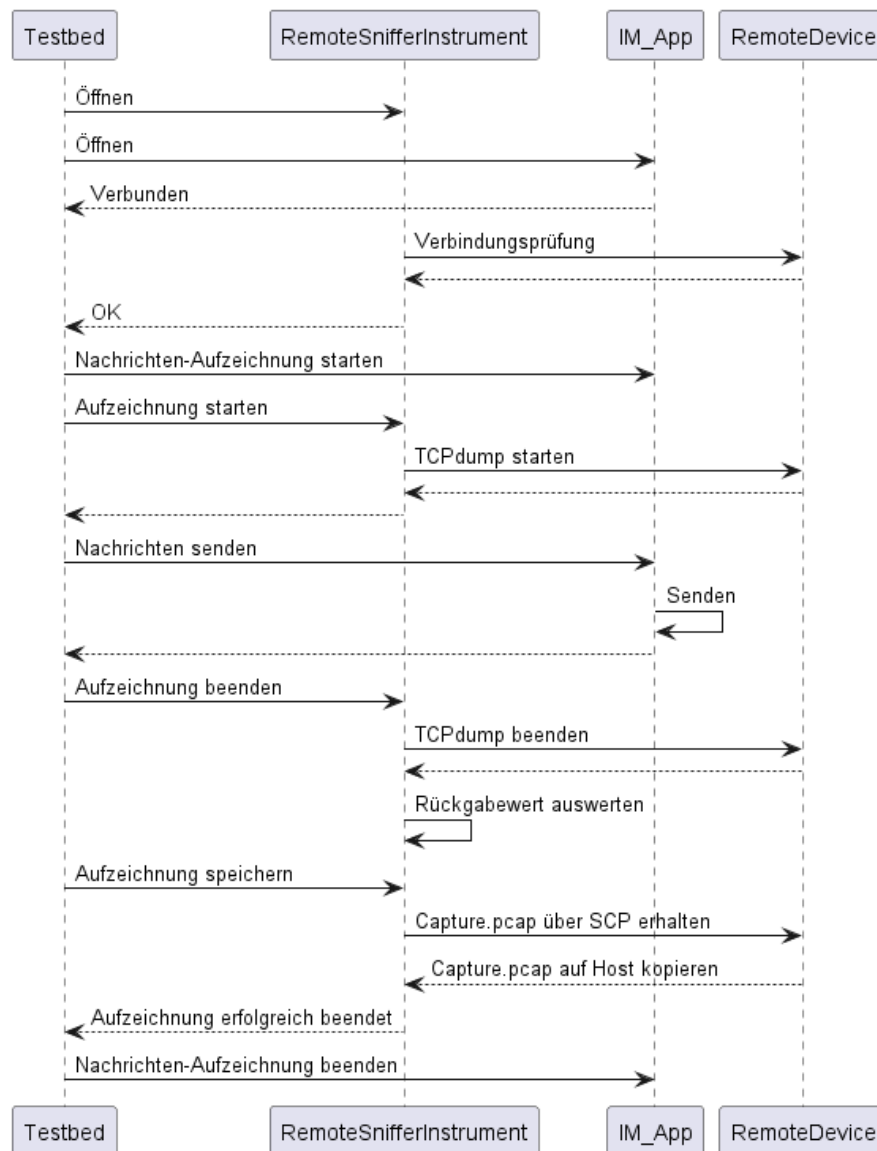 Testbed RemoteSnifferInstrument IM_App RemoteDevice
Öffnen
Öffnen
Verbunden
Verbindungsprüfung
OK
Nachrichten-Aufzeichnung starten
Aufzeichnung starten
TCPdump starten
Nachrichten senden
Senden
Aufzeichnung beenden
TCPdump beenden
Rückgabewert auswerten
Aufzeichnung speichern
Capture.pcap über SCP erhalten
Capture.pcap auf Host kopieren
Aufzeichnung erfolgreich beendet
Nachrichten-Aufzeichnung beenden
Testbed RemoteSnifferInstrument IM_App RemoteDevice